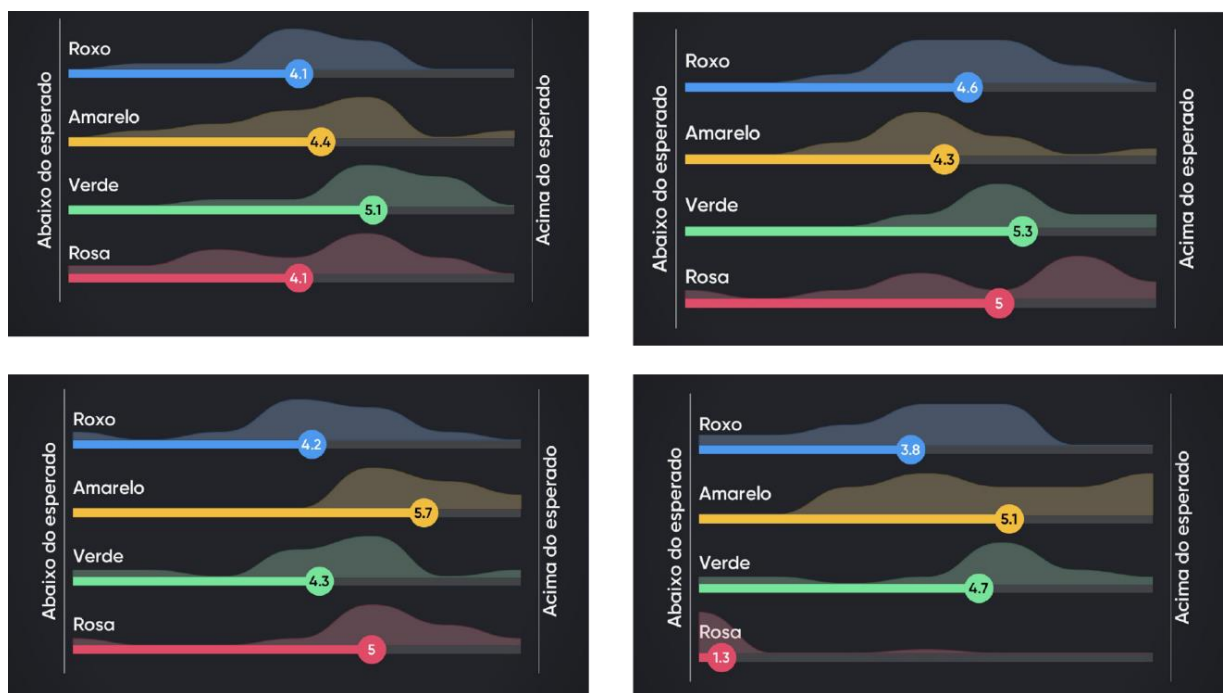 Abaixo do esperado
Roxo
4.1
Amarelo
4.4
Verde
5.1
Rosa
4.1
Acima do esperado
Abaixo do esperado
Roxo
4.6
Amarelo
4.3
Verde
5.3
Rosa
5
Acima do esperado
Abaixo do esperado
Roxo
4.2
Amarelo
5.7
Verde
4.3
Rosa
5
Acima do esperado
Abaixo do esperado
Roxo
3.8
Amarelo
5.1
Verde
4.7
Rosa
1.3
Acima do esperado